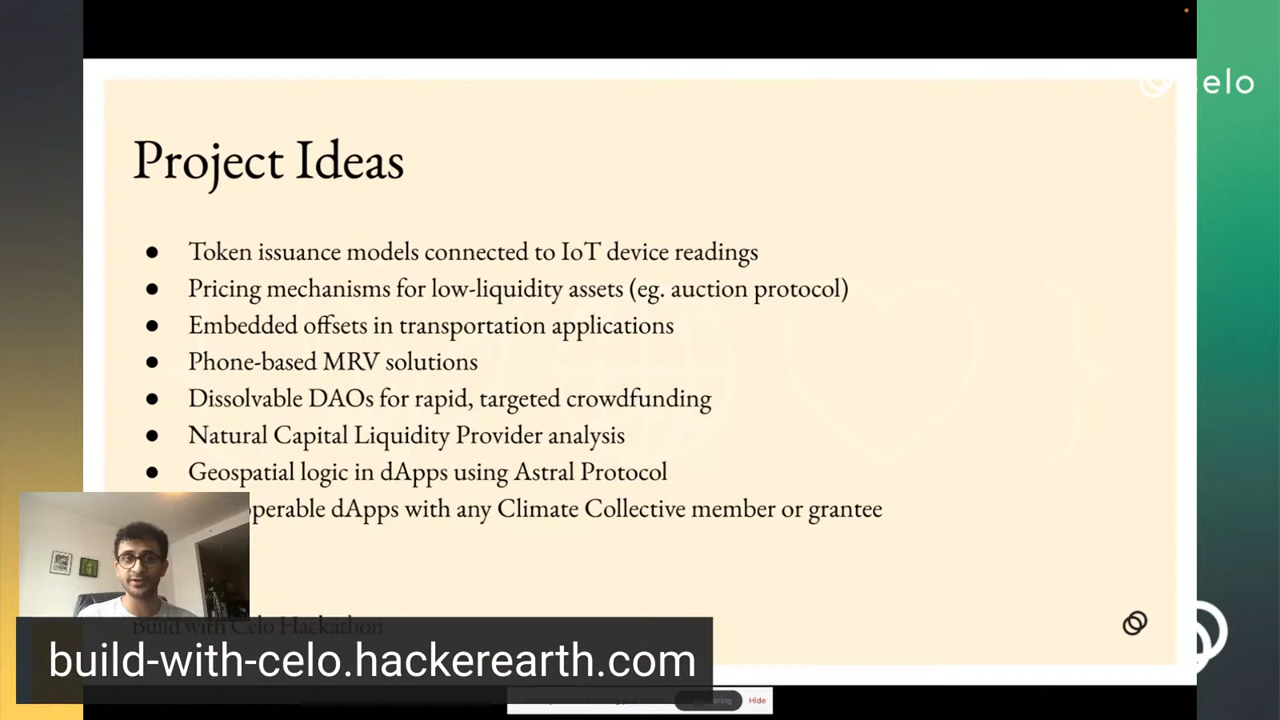 celo
Project Ideas
● Token issuance models connected to IoT device readings
● Pricing mechanisms for low-liquidity assets (eg. auction protocol)
● Embedded offsets in transportation applications
● Phone-based MRV solutions
● Dissolvable DAOs for rapid, targeted crowdfunding
● Natural Capital Liquidity Provider analysis
● Geospatial logic in dApps using Astral Protocol
operable dApps with any Climate Collective member or grantee
Build with Celo Hackathon
build-with-celo.hackerearth.com
Hide